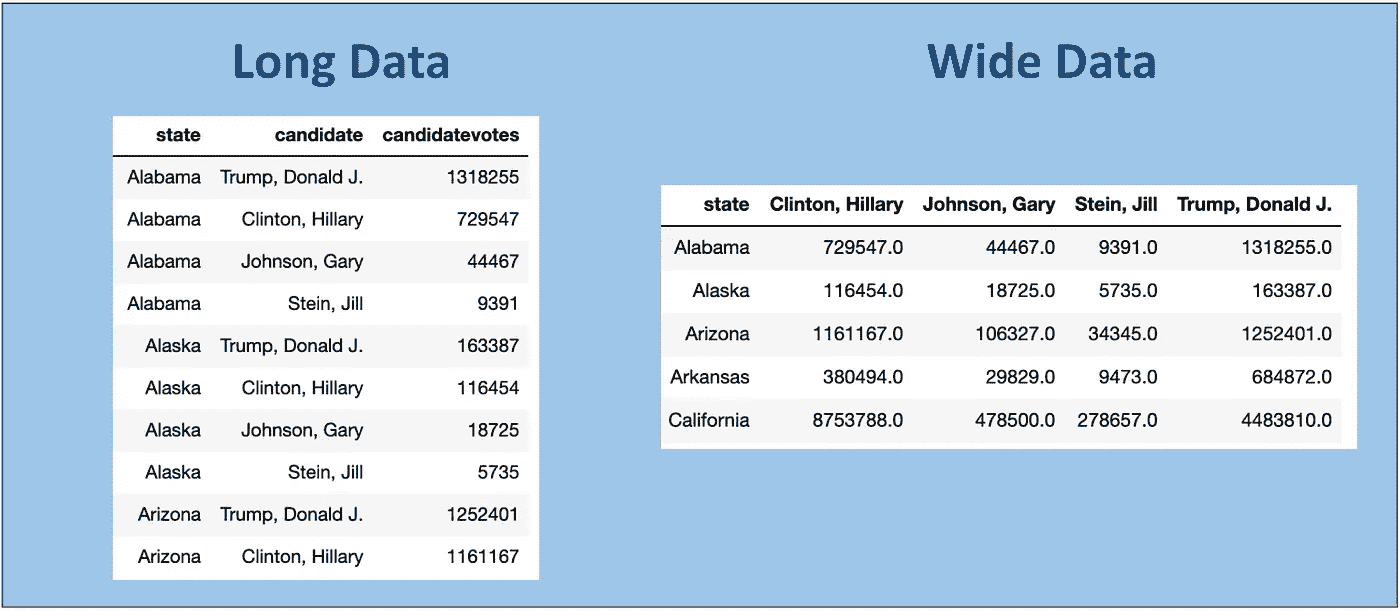 Long Data
state candidate candidatevotes
Alabama Trump, Donald J. 1318255
Alabama Clinton, Hillary 729547
Alabama Johnson, Gary 44467
Alabama Stein, Jill 9391
Alaska Trump, Donald J. 163387
Alaska Clinton, Hillary 116454
Alaska Johnson, Gary 18725
Alaska Stein, Jill 5735
Arizona Trump, Donald J. 1252401
Arizona Clinton, Hillary 1161167
Wide Data
state Clinton, Hillary Johnson, Gary Stein, Jill Trump, Donald J.
Alabama 729547.0 44467.0 9391.0 1318255.0
Alaska 116454.0 18725.0 5735.0 163387.0
Arizona 1161167.0 106327.0 34345.0 1252401.0
Arkansas 380494.0 29829.0 9473.0 684872.0
California 8753788.0 478500.0 278657.0 4483810.0